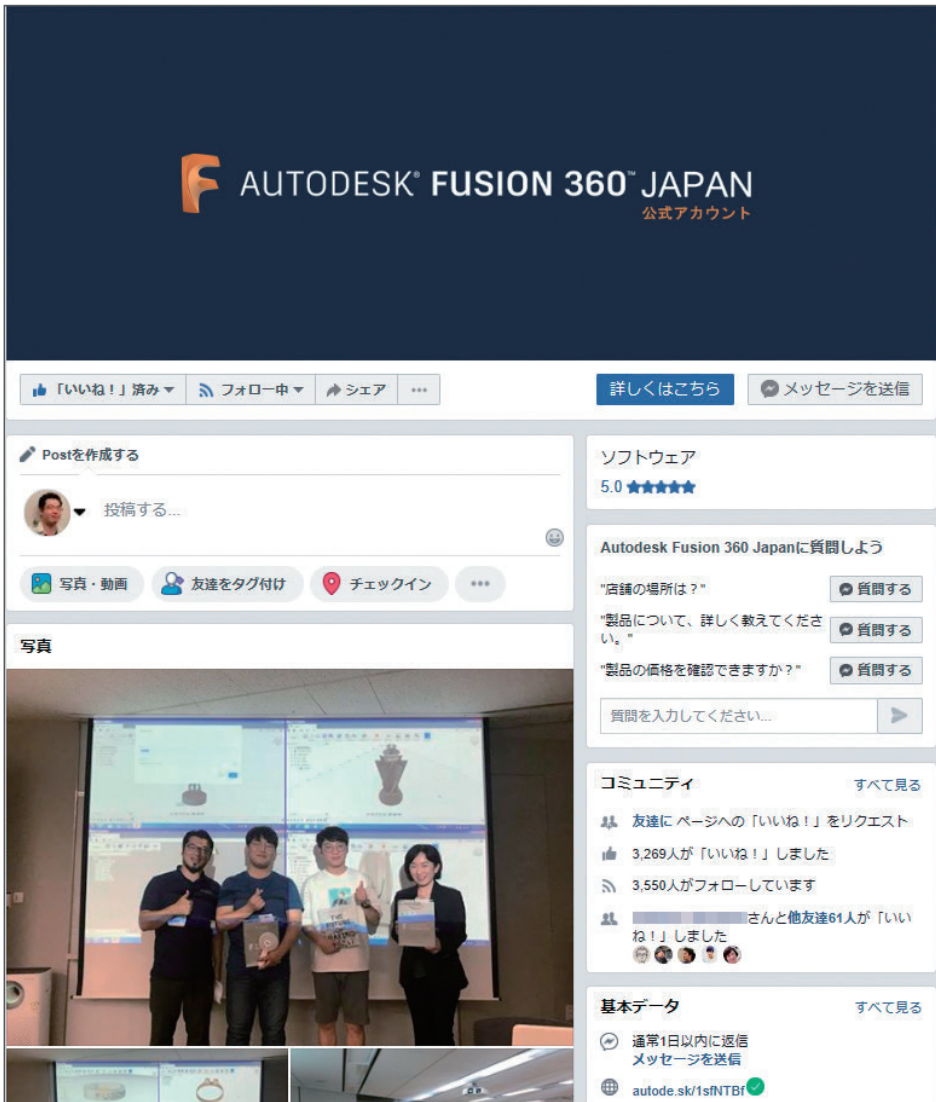 AUTODESK® FUSION 360™ JAPAN
公式アカウント
「いいね！」済み
フォロー中
シェア
詳しくはこちら
メッセージを送信
Postを作成する
投稿する...
写真・動画
友達をタグ付け
チェックイン
写真
ソフトウェア
5.0
Autodesk Fusion 360 Japanに質問しよう
"店舗の場所は？"
質問する
"製品について、詳しく教えてくださ
い。"
質問する
"製品の価格を確認できますか？"
質問する
質問を入力してください...
コミュニティ
すべて見る
友達に ページへの「いいね！」をリクエスト
3,269人が「いいね！」しました
3,550人がフォローしています
さんと他友達61人が「いい
ね！」しました
基本データ
すべて見る
通常1日以内に返信
メッセージを送信
autode.sk/1sfNTBf